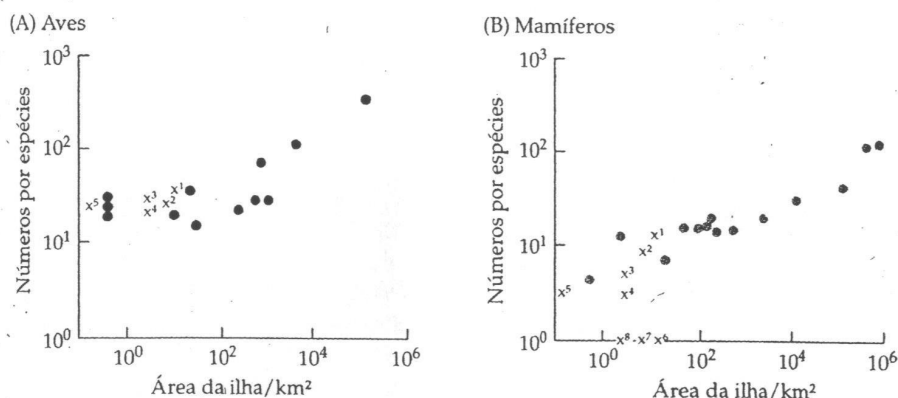 (A) Aves
Números por espécies
10³
10²
10¹
10⁰
x⁵
x³
x⁴
x¹
x²
10⁰
10²
10⁴
10⁶
Área da ilha/km²
(B) Mamíferos
Números por espécies
10³
10²
10¹
10⁰
x⁵
x¹
x²
x³
x⁴
x⁸ x⁷ x⁶
10⁰
10²
10⁴
10⁶
Área da ilha/km²